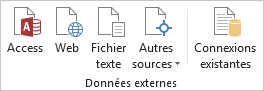 Access Web Fichier texte Autres sources Connexions existantes
Données externes